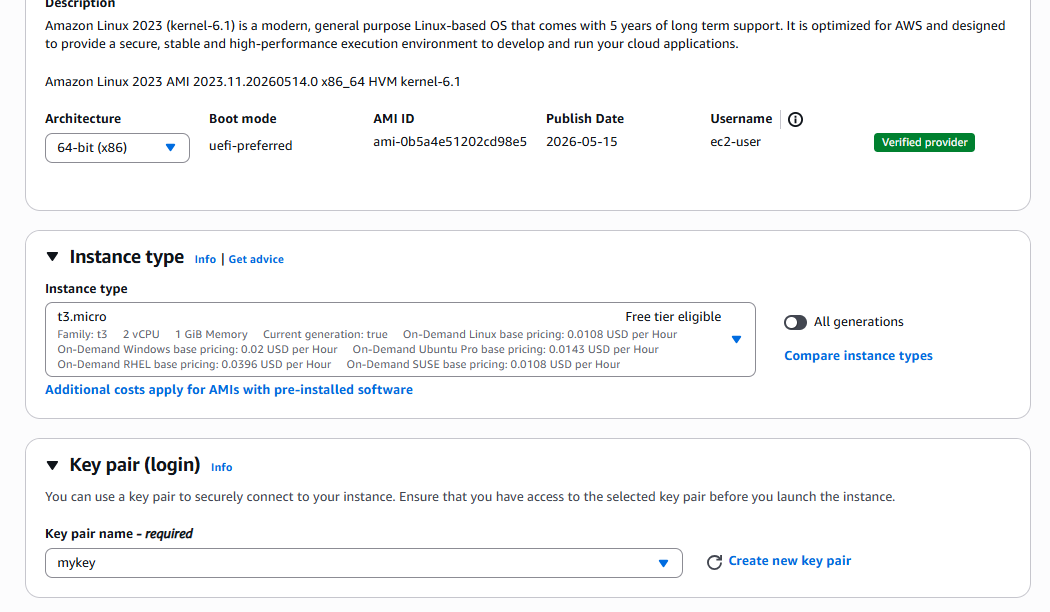 Description
Amazon Linux 2023 (kernel-6.1) is a modern, general purpose Linux-based OS that comes with 5 years of long term support. It is optimized for AWS and designed
to provide a secure, stable and high-performance execution environment to develop and run your cloud applications.
Amazon Linux 2023 AMI 2023.11.20260514.0 x86_64 HVM kernel-6.1
Architecture Boot mode AMI ID Publish Date Username
64-bit (x86) uefi-preferred ami-0b5a4e51202cd98e5 2026-05-15 ec2-user Verified provider
Instance type Info | Get advice
Instance type
t3.micro Free tier eligible
Family: t3 2 vCPU 1 GiB Memory Current generation: true On-Demand Linux base pricing: 0.0108 USD per Hour
On-Demand Windows base pricing: 0.02 USD per Hour On-Demand Ubuntu Pro base pricing: 0.0143 USD per Hour
On-Demand RHEL base pricing: 0.0396 USD per Hour On-Demand SUSE base pricing: 0.0108 USD per Hour
All generations
Compare instance types
Additional costs apply for AMIs with pre-installed software
Key pair (login) Info
You can use a key pair to securely connect to your instance. Ensure that you have access to the selected key pair before you launch the instance.
Key pair name - required
mykey Create new key pair